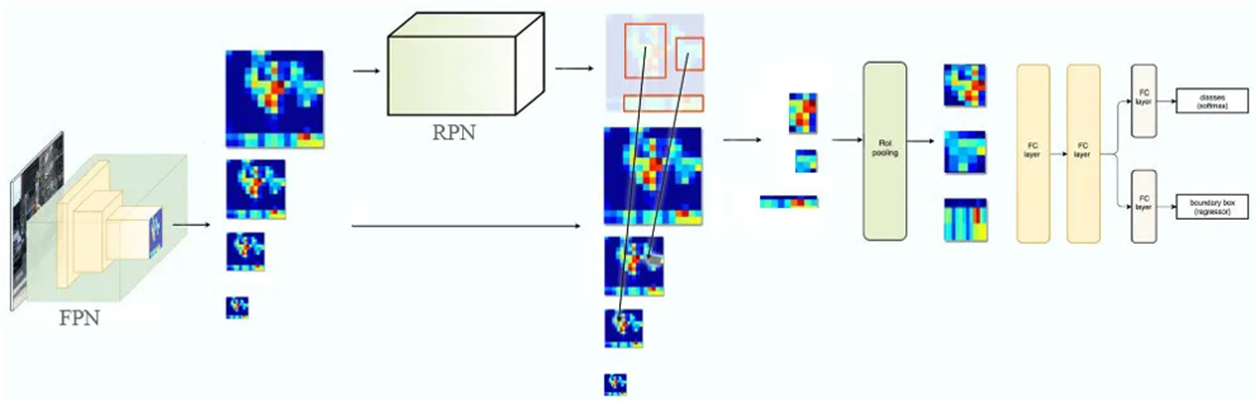 RPN
FPN
RoI
pooling
FC
layer
FC
layer
FC
layer
classes
(softmax)
FC
layer
boundary box
(regressor)